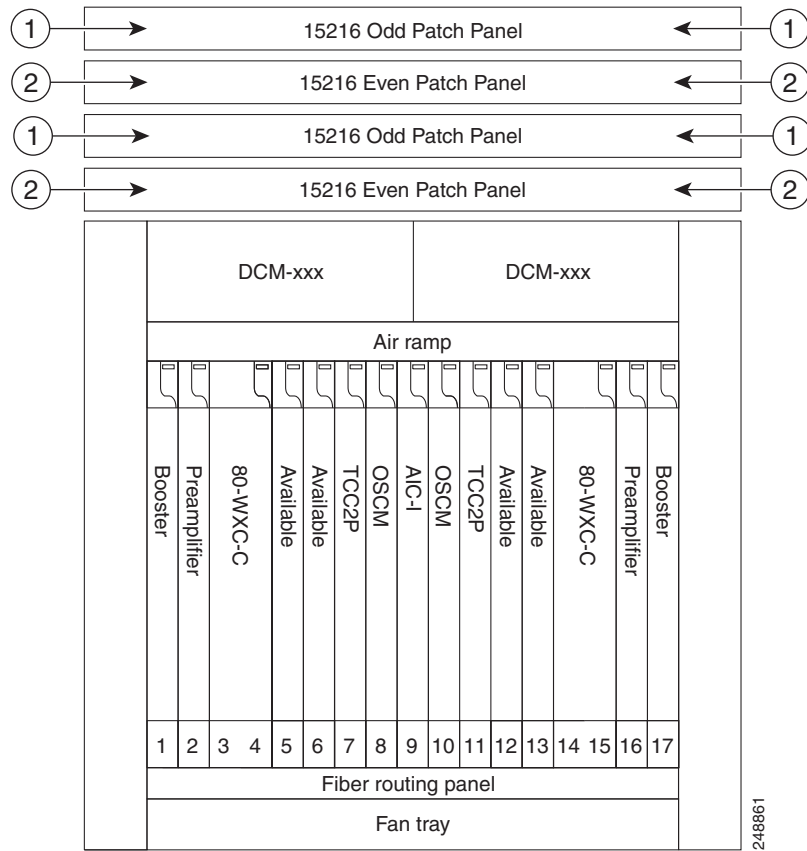 1 15216 Odd Patch Panel 1
2 15216 Even Patch Panel 2
1 15216 Odd Patch Panel 1
2 15216 Even Patch Panel 2
DCM-xxx DCM-xxx
Air ramp
Booster
Preamplifier
80-WXC-C
Available
Available
TCC2P
OSCM
AIC-I
OSCM
TCC2P
Available
Available
80-WXC-C
Preamplifier
Booster
1 2 3 4 5 6 7 8 9 10 11 12 13 14 15 16 17
Fiber routing panel
Fan tray
248861